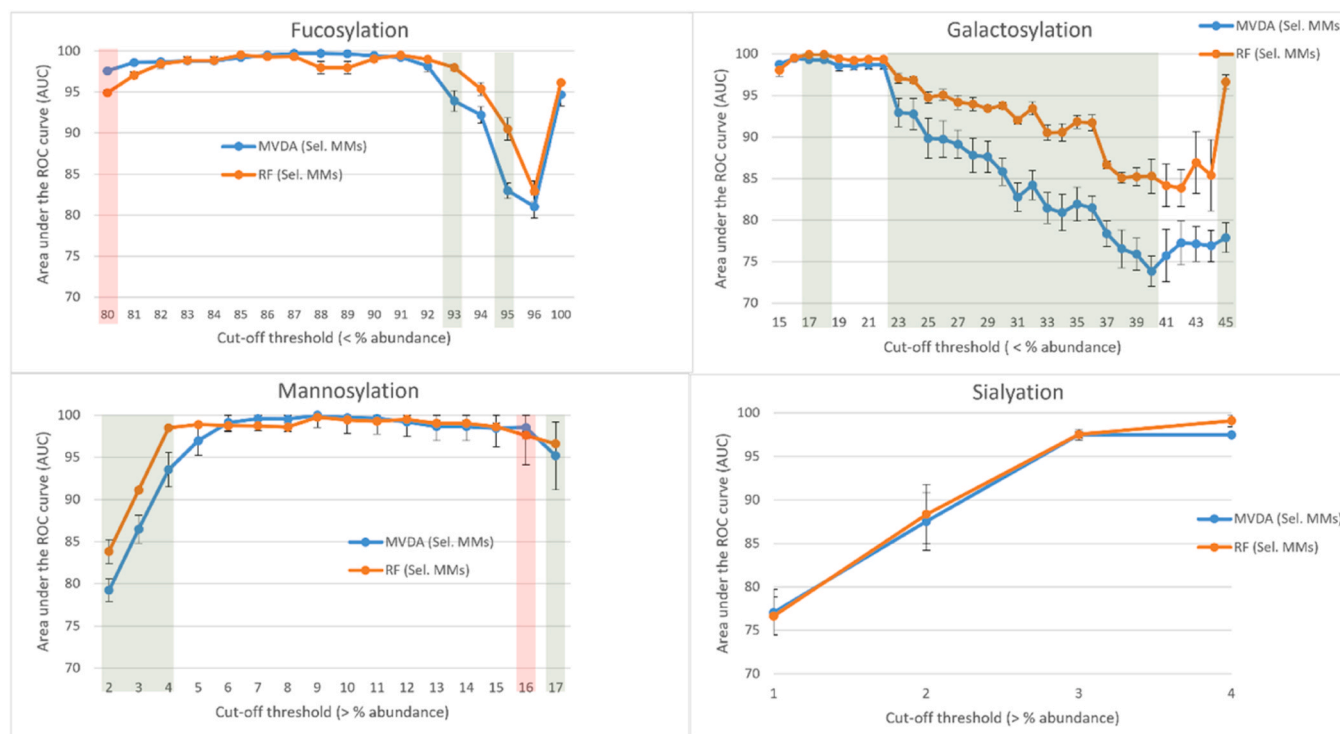 Fucosylation
Area under the ROC curve (AUC)
100
95
90
85
80
75
70
MVDA (Sel. MMs)
RF (Sel. MMs)
80 81 82 83 84 85 86 87 88 89 90 91 92 93 94 95 96 100
Cut-off threshold (< % abundance)
Galactosylation
MVDA (Sel. MMs)
RF (Sel. MMs)
Area under the ROC curve (AUC)
100
95
90
85
80
75
70
15 17 19 21 23 25 27 29 31 33 35 37 39 41 43 45
Cut-off threshold ( < % abundance)
Mannosylation
Area under the ROC curve (AUC)
100
95
90
85
80
75
70
MVDA (Sel. MMs)
RF (Sel. MMs)
2 3 4 5 6 7 8 9 10 11 12 13 14 15 16 17
Cut-off threshold (> % abundance)
Sialyation
Area under the ROC curve (AUC)
100
95
90
85
80
75
70
MVDA (Sel. MMs)
RF (Sel. MMs)
1 2 3 4
Cut-off threshold (> % abundance)